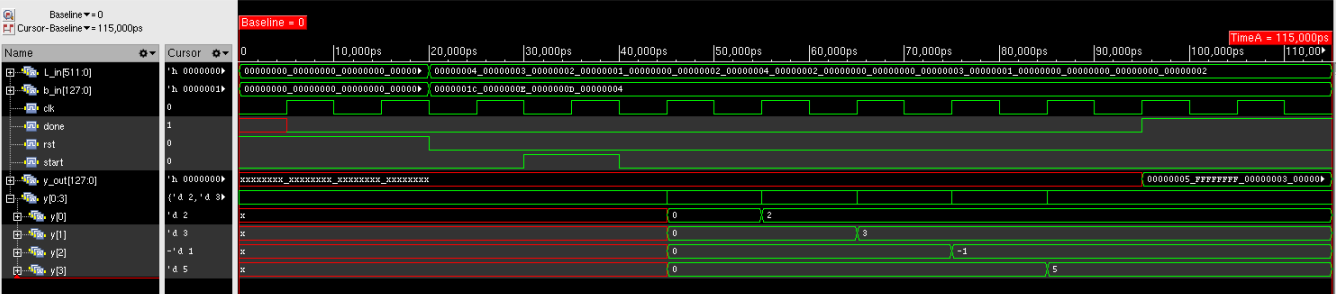 Baseline▼= 0
Cursor-Baseline▼= 115,000ps
Baseline = 0
TimeA = 115,000ps
Name Cursor 0 10,000ps 20,000ps 30,000ps 40,000ps 50,000ps 60,000ps 70,000ps 80,000ps 90,000ps 100,000ps 110,00
L_in[511:0] 'h 0000000 00000000_00000000_00000000_00000 00000004_00000003_00000002_00000001_00000000_00000002_00000004_00000002_00000000_00000000_00000003_00000001_00000000_00000000_00000000_00000002
b_in[127:0] 'h 0000001 00000000_00000000_00000000_00000 0000001C_0000000E_0000000D_00000004
clk 0
done 1
rst 0
start 0
y_out[127:0] 'h 0000000 xxxxxxxx_xxxxxxxx_xxxxxxxx_xxxxxxxx 00000005_FFFFFFFF_00000003_00000
y[0:3] {'d 2,'d 3
y[0] 'd 2 x 0 2
y[1] 'd 3 x 0 3
y[2] -'d 1 x 0 -1
y[3] 'd 5 x 0 5